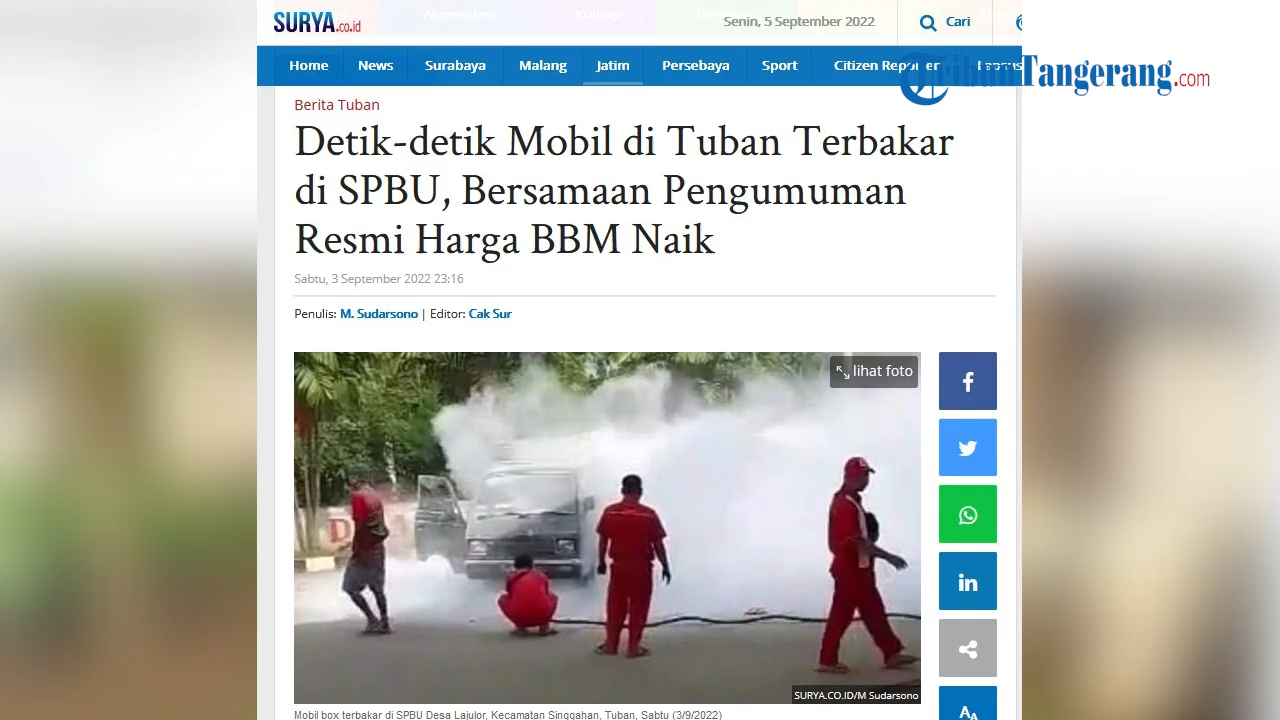 SURYA.co.id
Akomodasi
Kuliner
Senin, 5 September 2022
Cari
Home News Surabaya Malang Jatim Persebaya Sport Citizen Reporter
TribunTangerang.com
Berita Tuban
Detik-detik Mobil di Tuban Terbakar
di SPBU, Bersamaan Pengumuman
Resmi Harga BBM Naik
Sabtu, 3 September 2022 23:16
Penulis: M. Sudarsono | Editor: Cak Sur
lihat foto
SURYA.CO.ID/M Sudarsono
AA
Mobil box terbakar di SPBU Desa Lajulor, Kecamatan Singgahan, Tuban, Sabtu (3/9/2022)